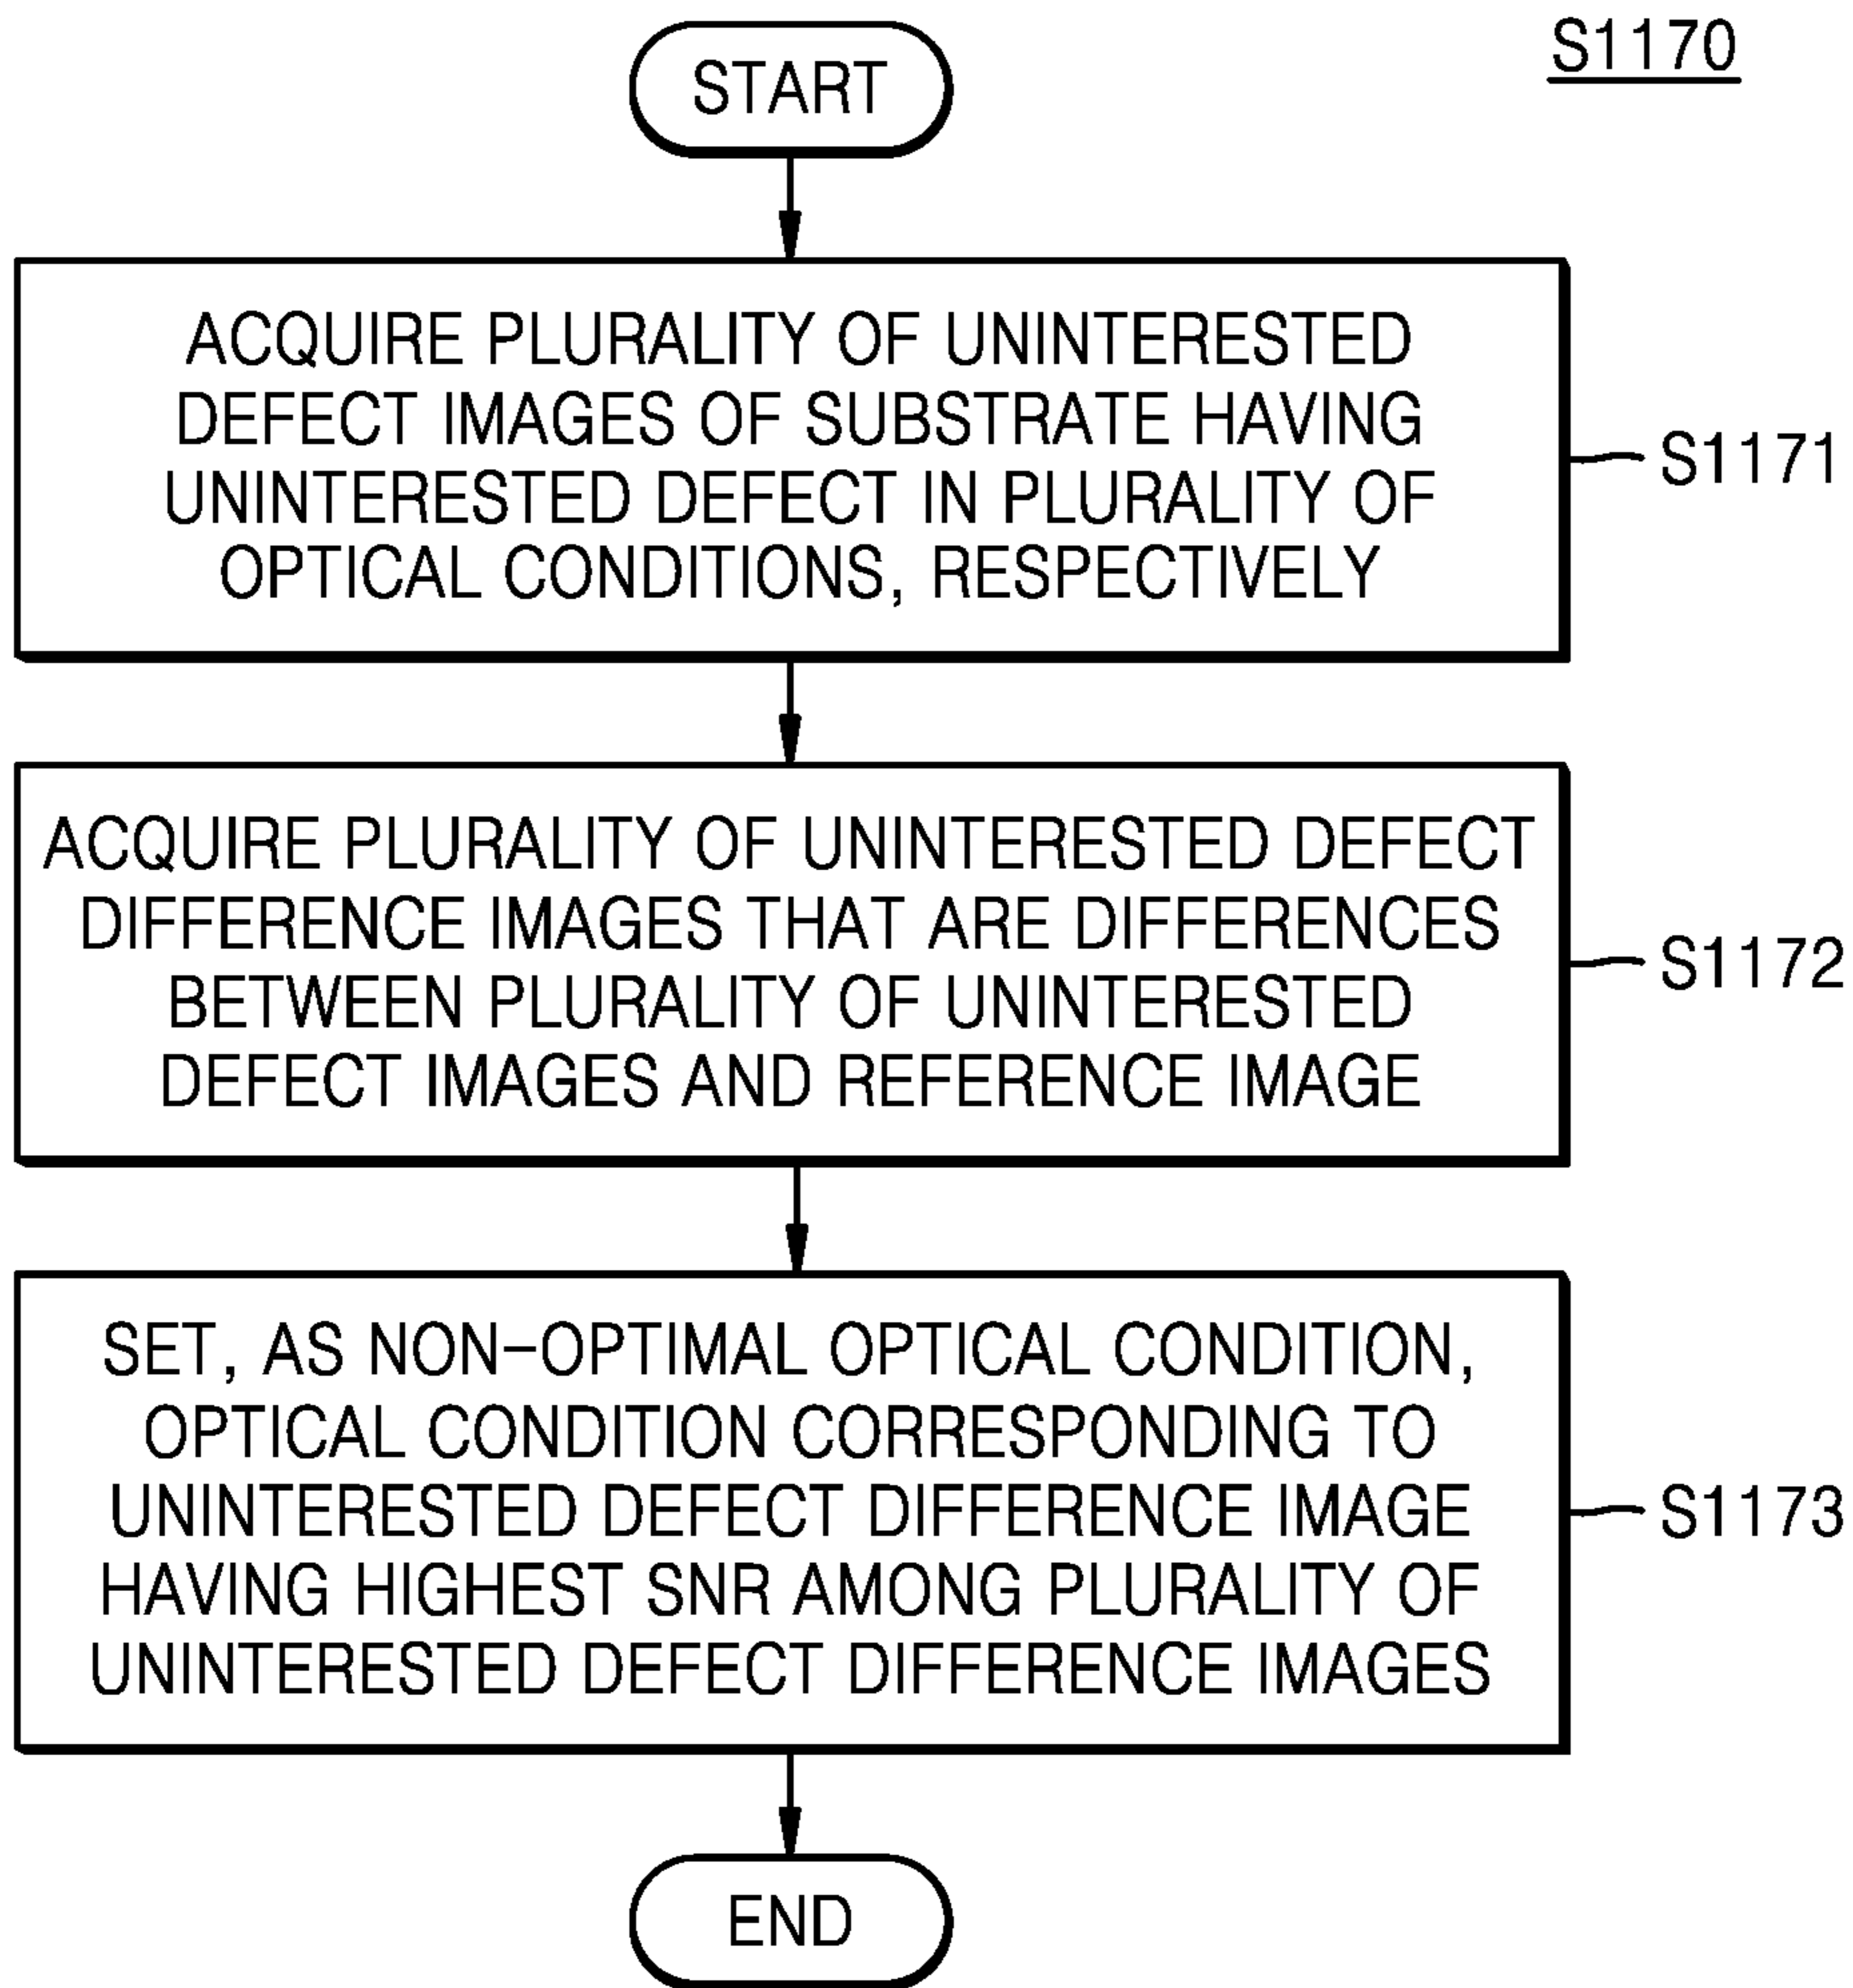 S1170
START
ACQUIRE PLURALITY OF UNINTERESTED
DEFECT IMAGES OF SUBSTRATE HAVING
UNINTERESTED DEFECT IN PLURALITY OF
OPTICAL CONDITIONS, RESPECTIVELY
S1171
ACQUIRE PLURALITY OF UNINTERESTED DEFECT
DIFFERENCE IMAGES THAT ARE DIFFERENCES
BETWEEN PLURALITY OF UNINTERESTED
DEFECT IMAGES AND REFERENCE IMAGE
S1172
SET, AS NON-OPTIMAL OPTICAL CONDITION,
OPTICAL CONDITION CORRESPONDING TO
UNINTERESTED DEFECT DIFFERENCE IMAGE
HAVING HIGHEST SNR AMONG PLURALITY OF
UNINTERESTED DEFECT DIFFERENCE IMAGES
S1173
END